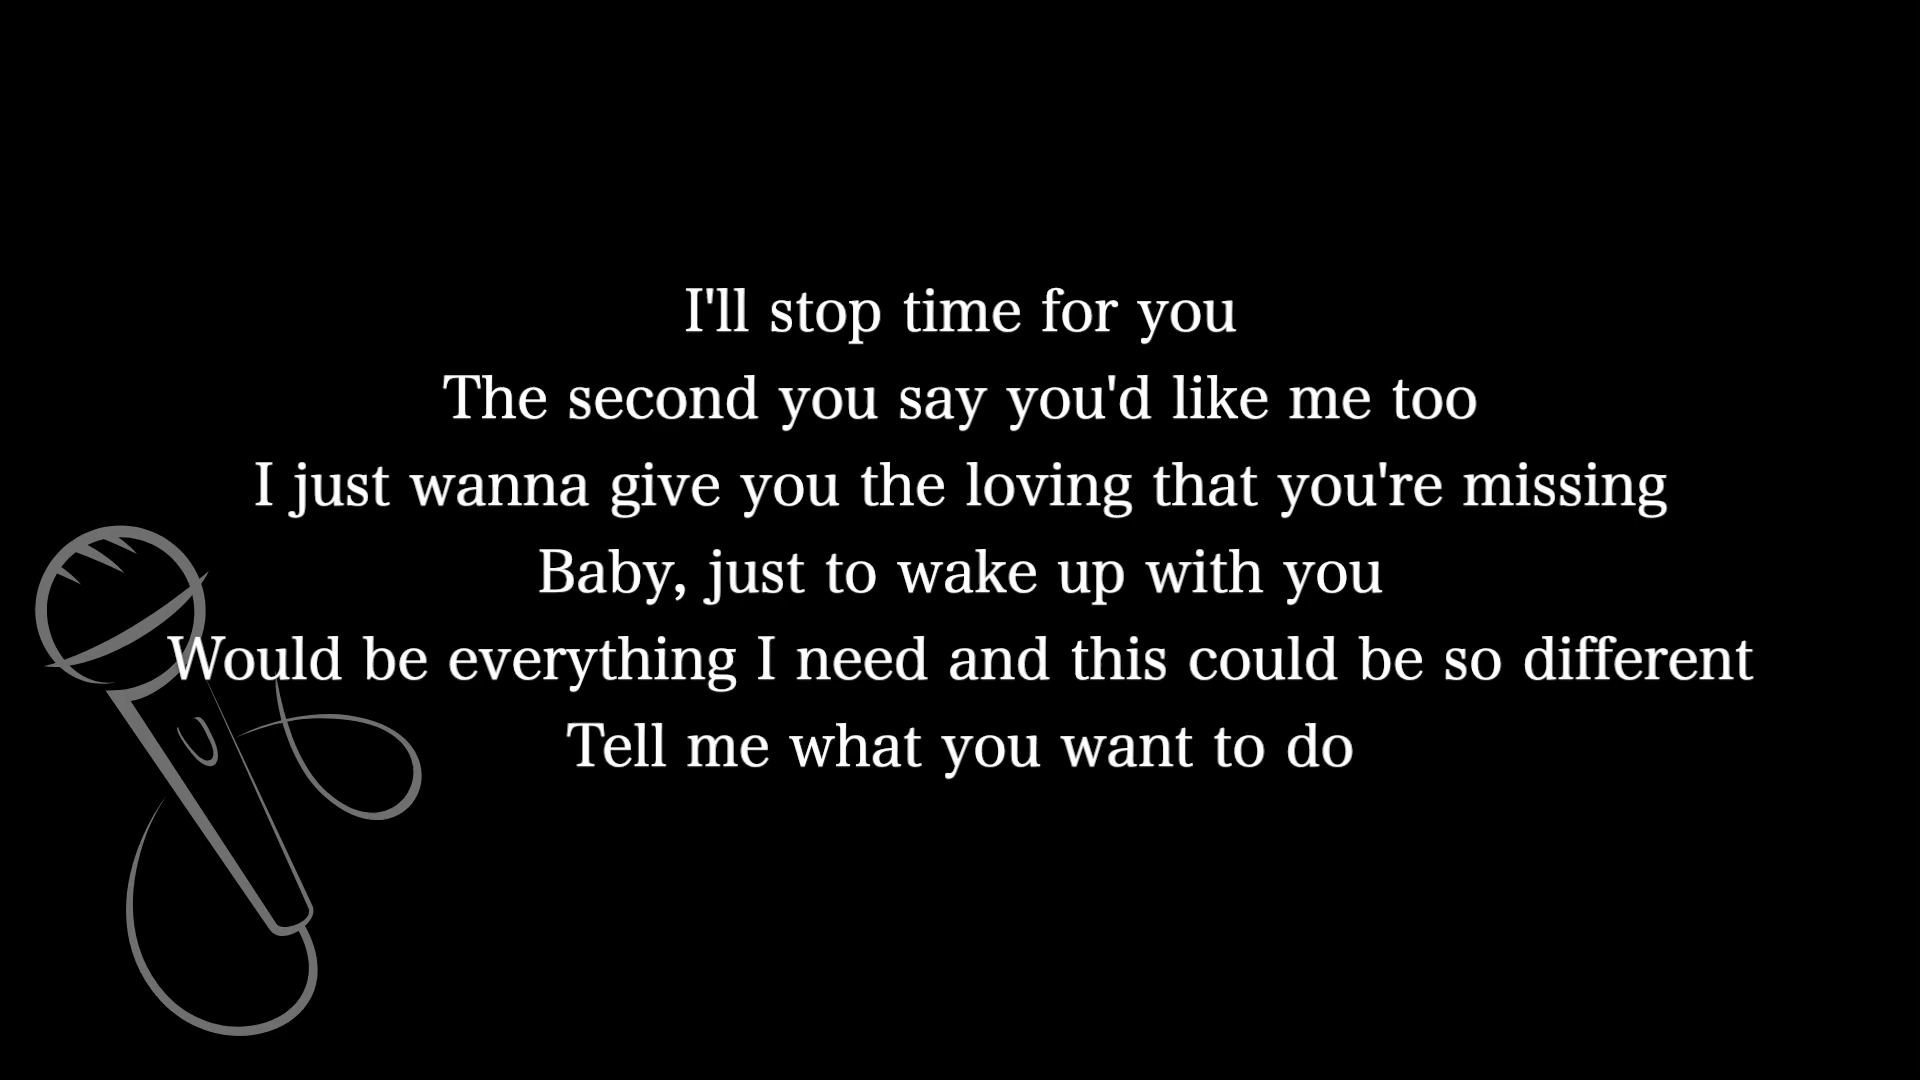 I'll stop time for you
The second you say you'd like me too
I just wanna give you the loving that you're missing
Baby, just to wake up with you
Would be everything I need and this could be so different
Tell me what you want to do